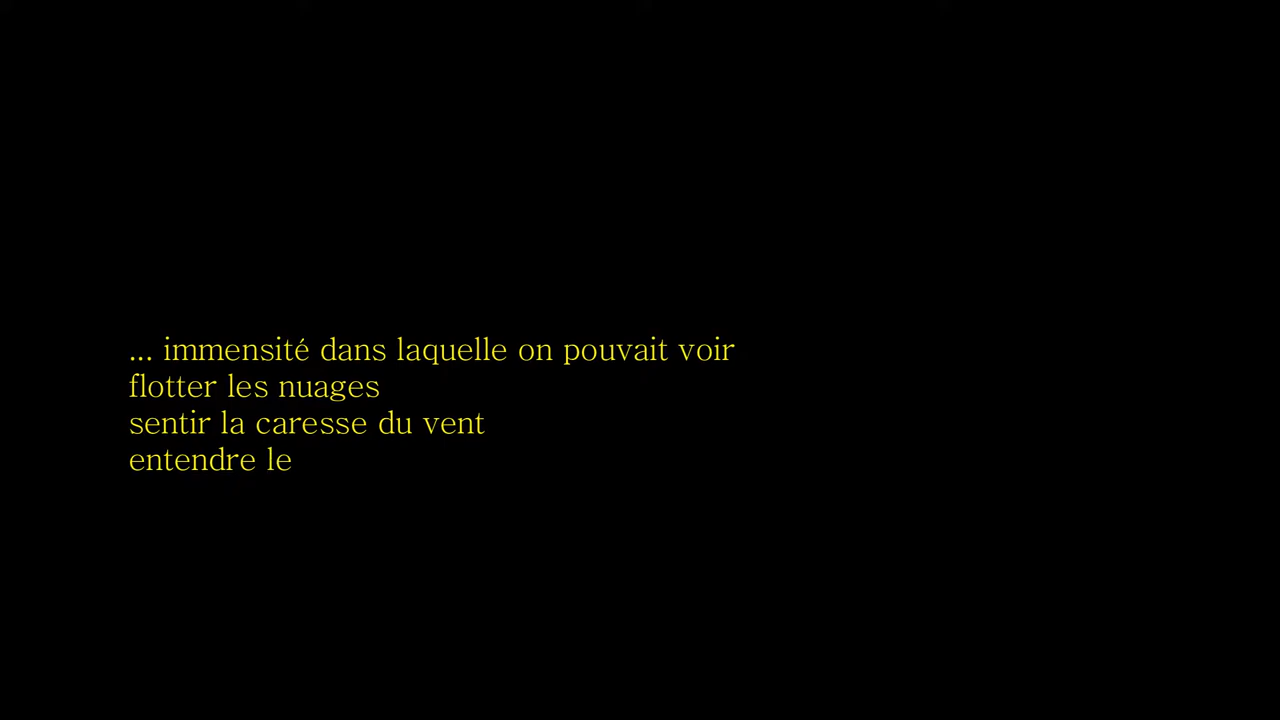 ... immensité dans laquelle on pouvait voir
flotter les nuages
sentir la caresse du vent
entendre le